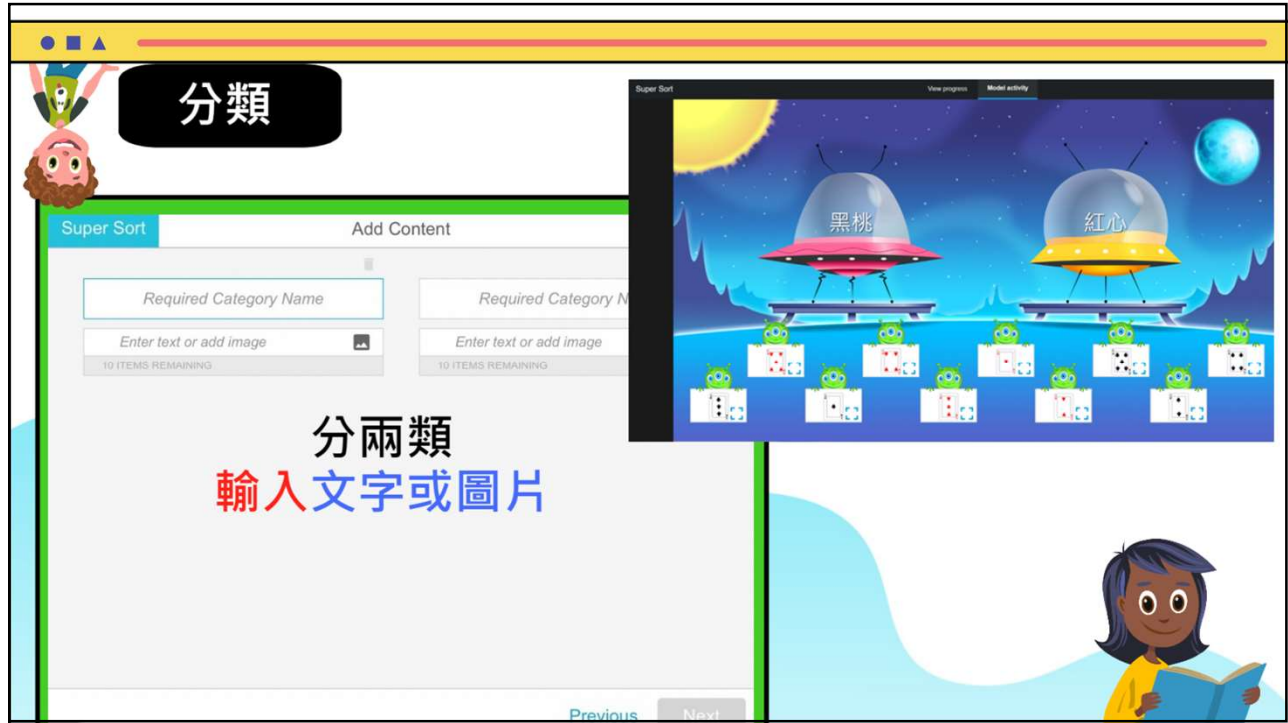 分類
Super Sort
View progress
Model activity
黑桃
紅心
Super Sort
Add Content
Required Category Name
Required Category N
Enter text or add image
Enter text or add image
10 ITEMS REMAINING
10 ITEMS REMAINING
分兩類
輸入文字或圖片
Previous
Next